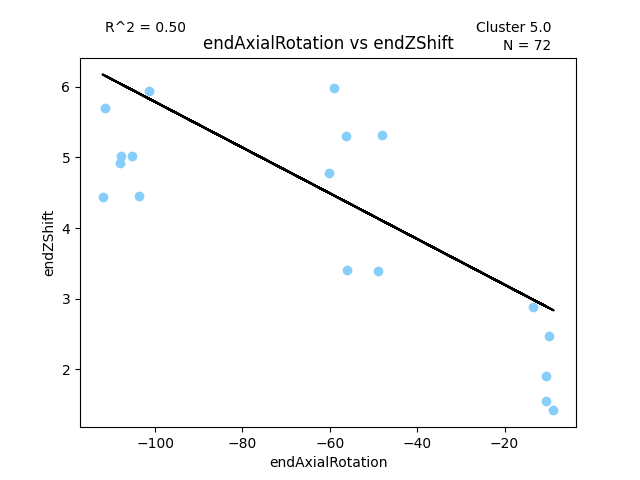 R^2 = 0.50
Cluster 5.0
N = 72
endAxialRotation vs endZShift
6
5
4
3
2
endZShift
−100
−80
−60
−40
−20
endAxialRotation